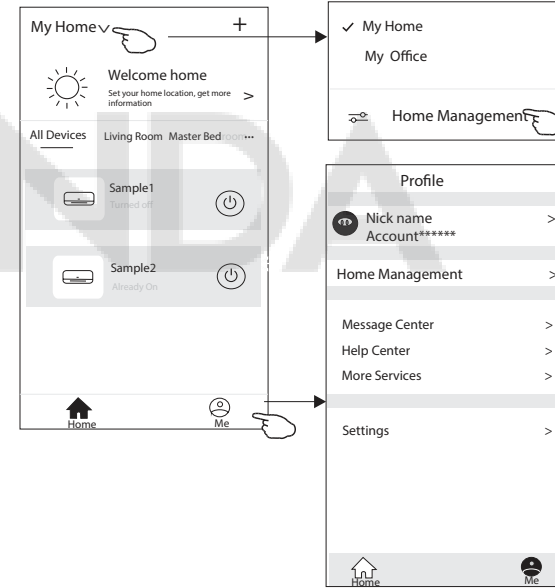 My Home
+
Welcome home
Set your home location, get more
information
>
All Devices Living Room Master Bedroom ...
Sample1
Turned off
Sample2
Already On
Home
Me
✓ My Home
My Office
Home Management
Profile
Nick name >
Account******
Home Management >
Message Center >
Help Center >
More Services >
Settings >
Home
Me